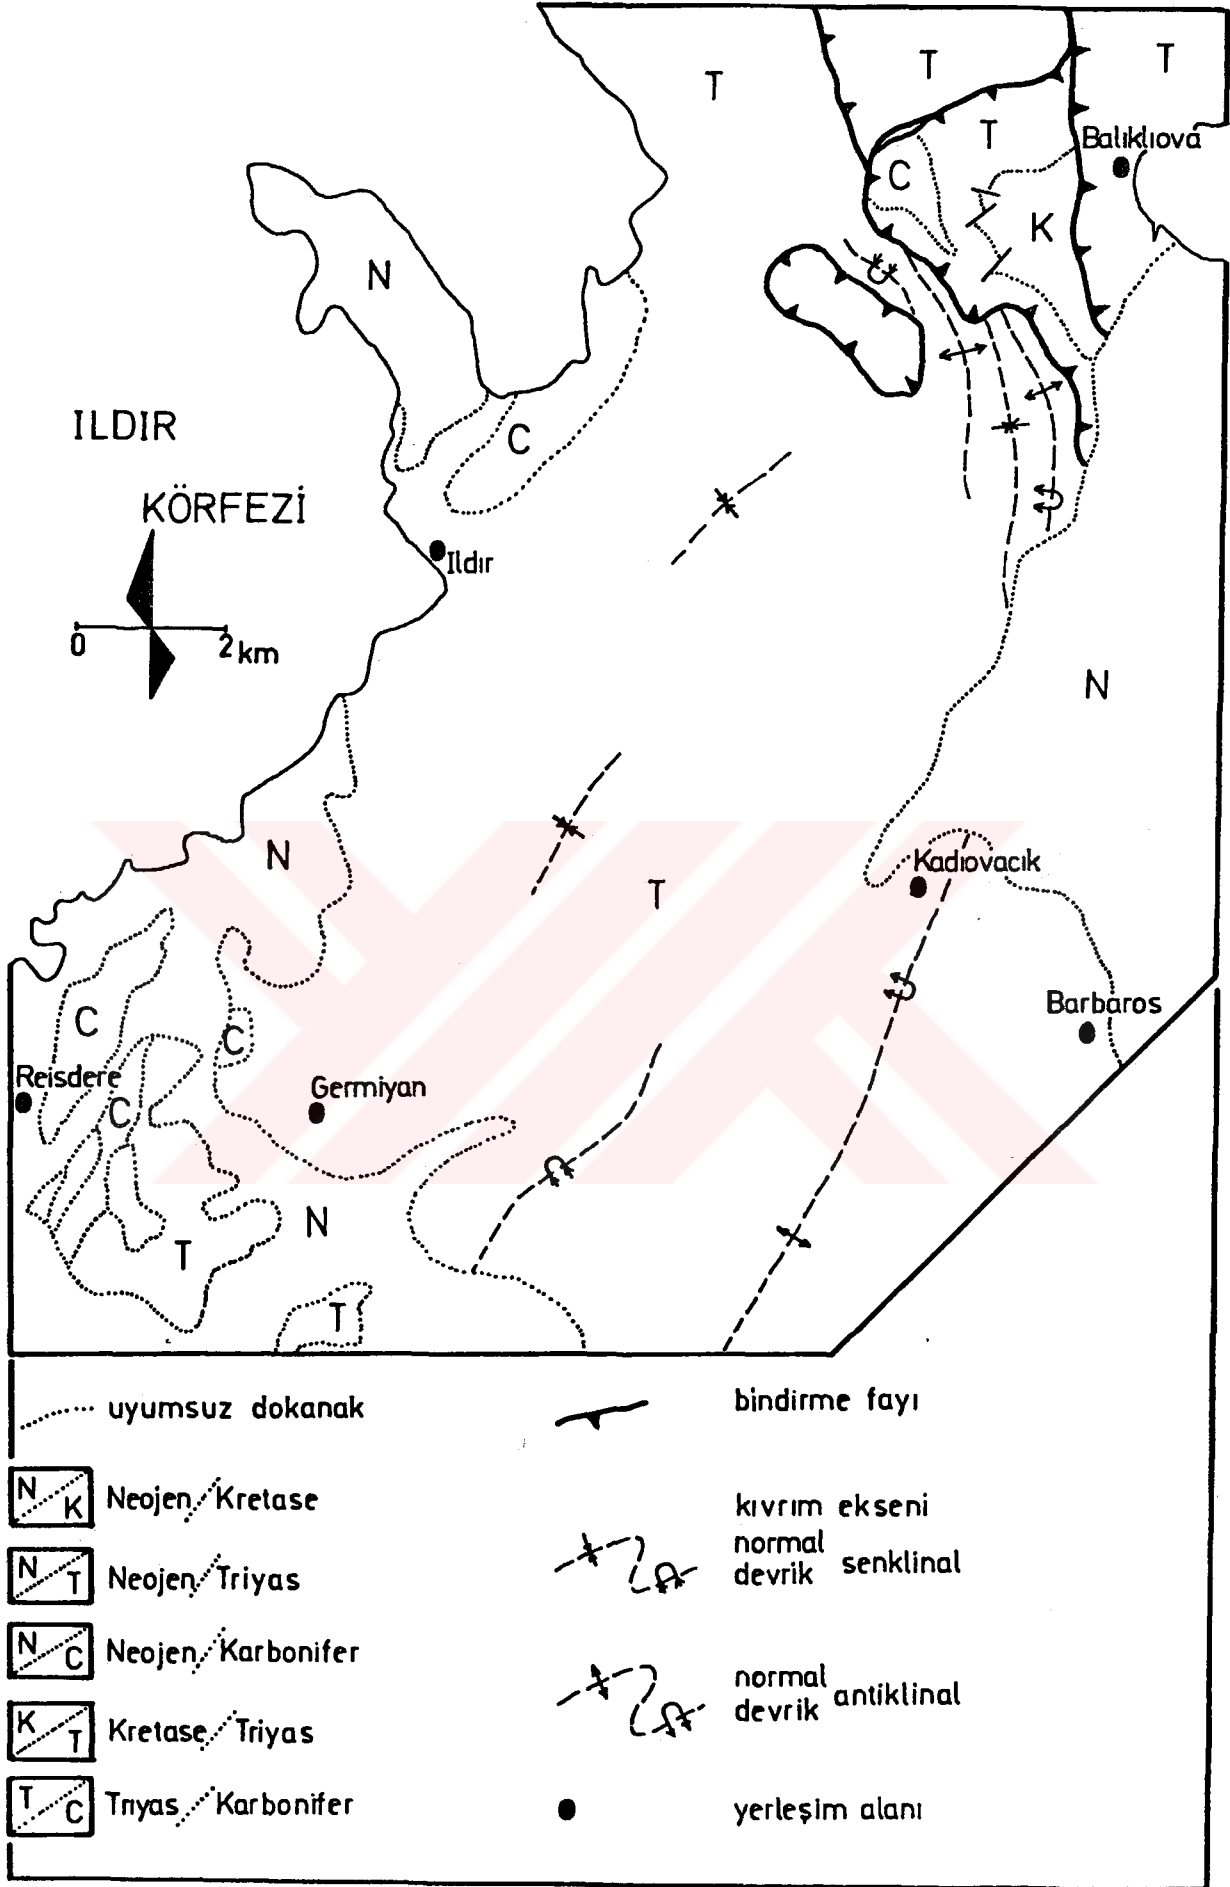 T
T
T
T
Balıklıova
C
K
N
ILDIR
C
KÖRFEZİ
Ildır
0 2 km
N
N
Kadıovacık
T
C
Barbaros
C
Reisdere
Germiyan
C
N
T
T
uyumsuz dokanak
bindirme fayı
N K Neojen/Kretase
kıvrım ekseni
normal
devrik senklinal
N T Neojen/Triyas
N C Neojen/Karbonifer
normal
devrik antiklinal
K T Kretase/Triyas
T C Triyas/Karbonifer
yerleşim alanı